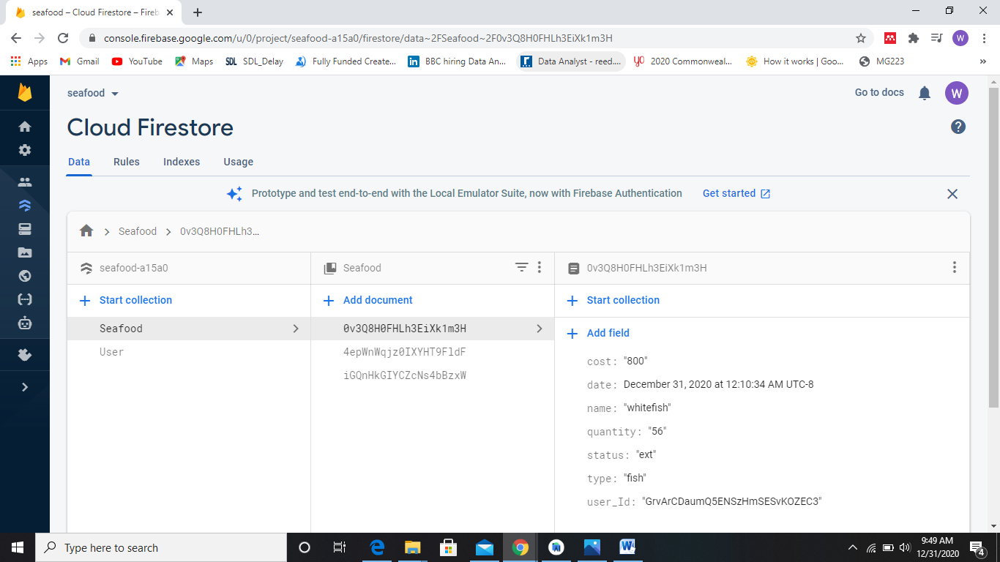 seafood – Cloud Firestore – Fireb
console.firebase.google.com/u/0/project/seafood-a15a0/firestore/data~2FSeafood~2F0v3Q8H0FHLh3EiXk1m3H
W
Apps Gmail YouTube Maps SDL SDL_Delay Fully Funded Create... BBC hiring Data An... Data Analyst - reed.... 2020 Commonweal... How it works | Goo... MG223
seafood Go to docs W
Cloud Firestore
Data Rules Indexes Usage
Prototype and test end-to-end with the Local Emulator Suite, now with Firebase Authentication Get started
Seafood 0v3Q8H0FHLh3...
seafood-a15a0 Seafood 0v3Q8H0FHLh3EiXk1m3H
Start collection Add document Start collection
Seafood 0v3Q8H0FHLh3EiXk1m3H Add field
User 4epWnWqjz0IXYHT9FldF
iGQnHkGIYCZcNs4bBzxW
cost: "800"
date: December 31, 2020 at 12:10:34 AM UTC-8
name: "whitefish"
quantity: "56"
status: "ext"
type: "fish"
user_Id: "GrvArCDaumQ5ENSzHmSESvKOZEC3"
Type here to search 9:49 AM
12/31/2020 4